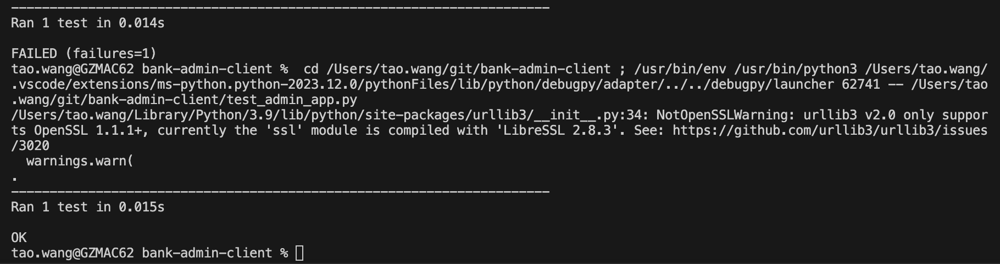 ----------------------------------------------------------------------
Ran 1 test in 0.014s
FAILED (failures=1)
tao.wang@GZMAC62 bank-admin-client %  cd /Users/tao.wang/git/bank-admin-client ; /usr/bin/env /usr/bin/python3 /Users/tao.wang/
.vscode/extensions/ms-python.python-2023.12.0/pythonFiles/lib/python/debugpy/adapter/../../debugpy/launcher 62741 -- /Users/tao
.wang/git/bank-admin-client/test_admin_app.py
/Users/tao.wang/Library/Python/3.9/lib/python/site-packages/urllib3/__init__.py:34: NotOpenSSLWarning: urllib3 v2.0 only suppor
ts OpenSSL 1.1.1+, currently the 'ssl' module is compiled with 'LibreSSL 2.8.3'. See: https://github.com/urllib3/urllib3/issues
/3020
  warnings.warn(
.
----------------------------------------------------------------------
Ran 1 test in 0.015s
OK
tao.wang@GZMAC62 bank-admin-client %